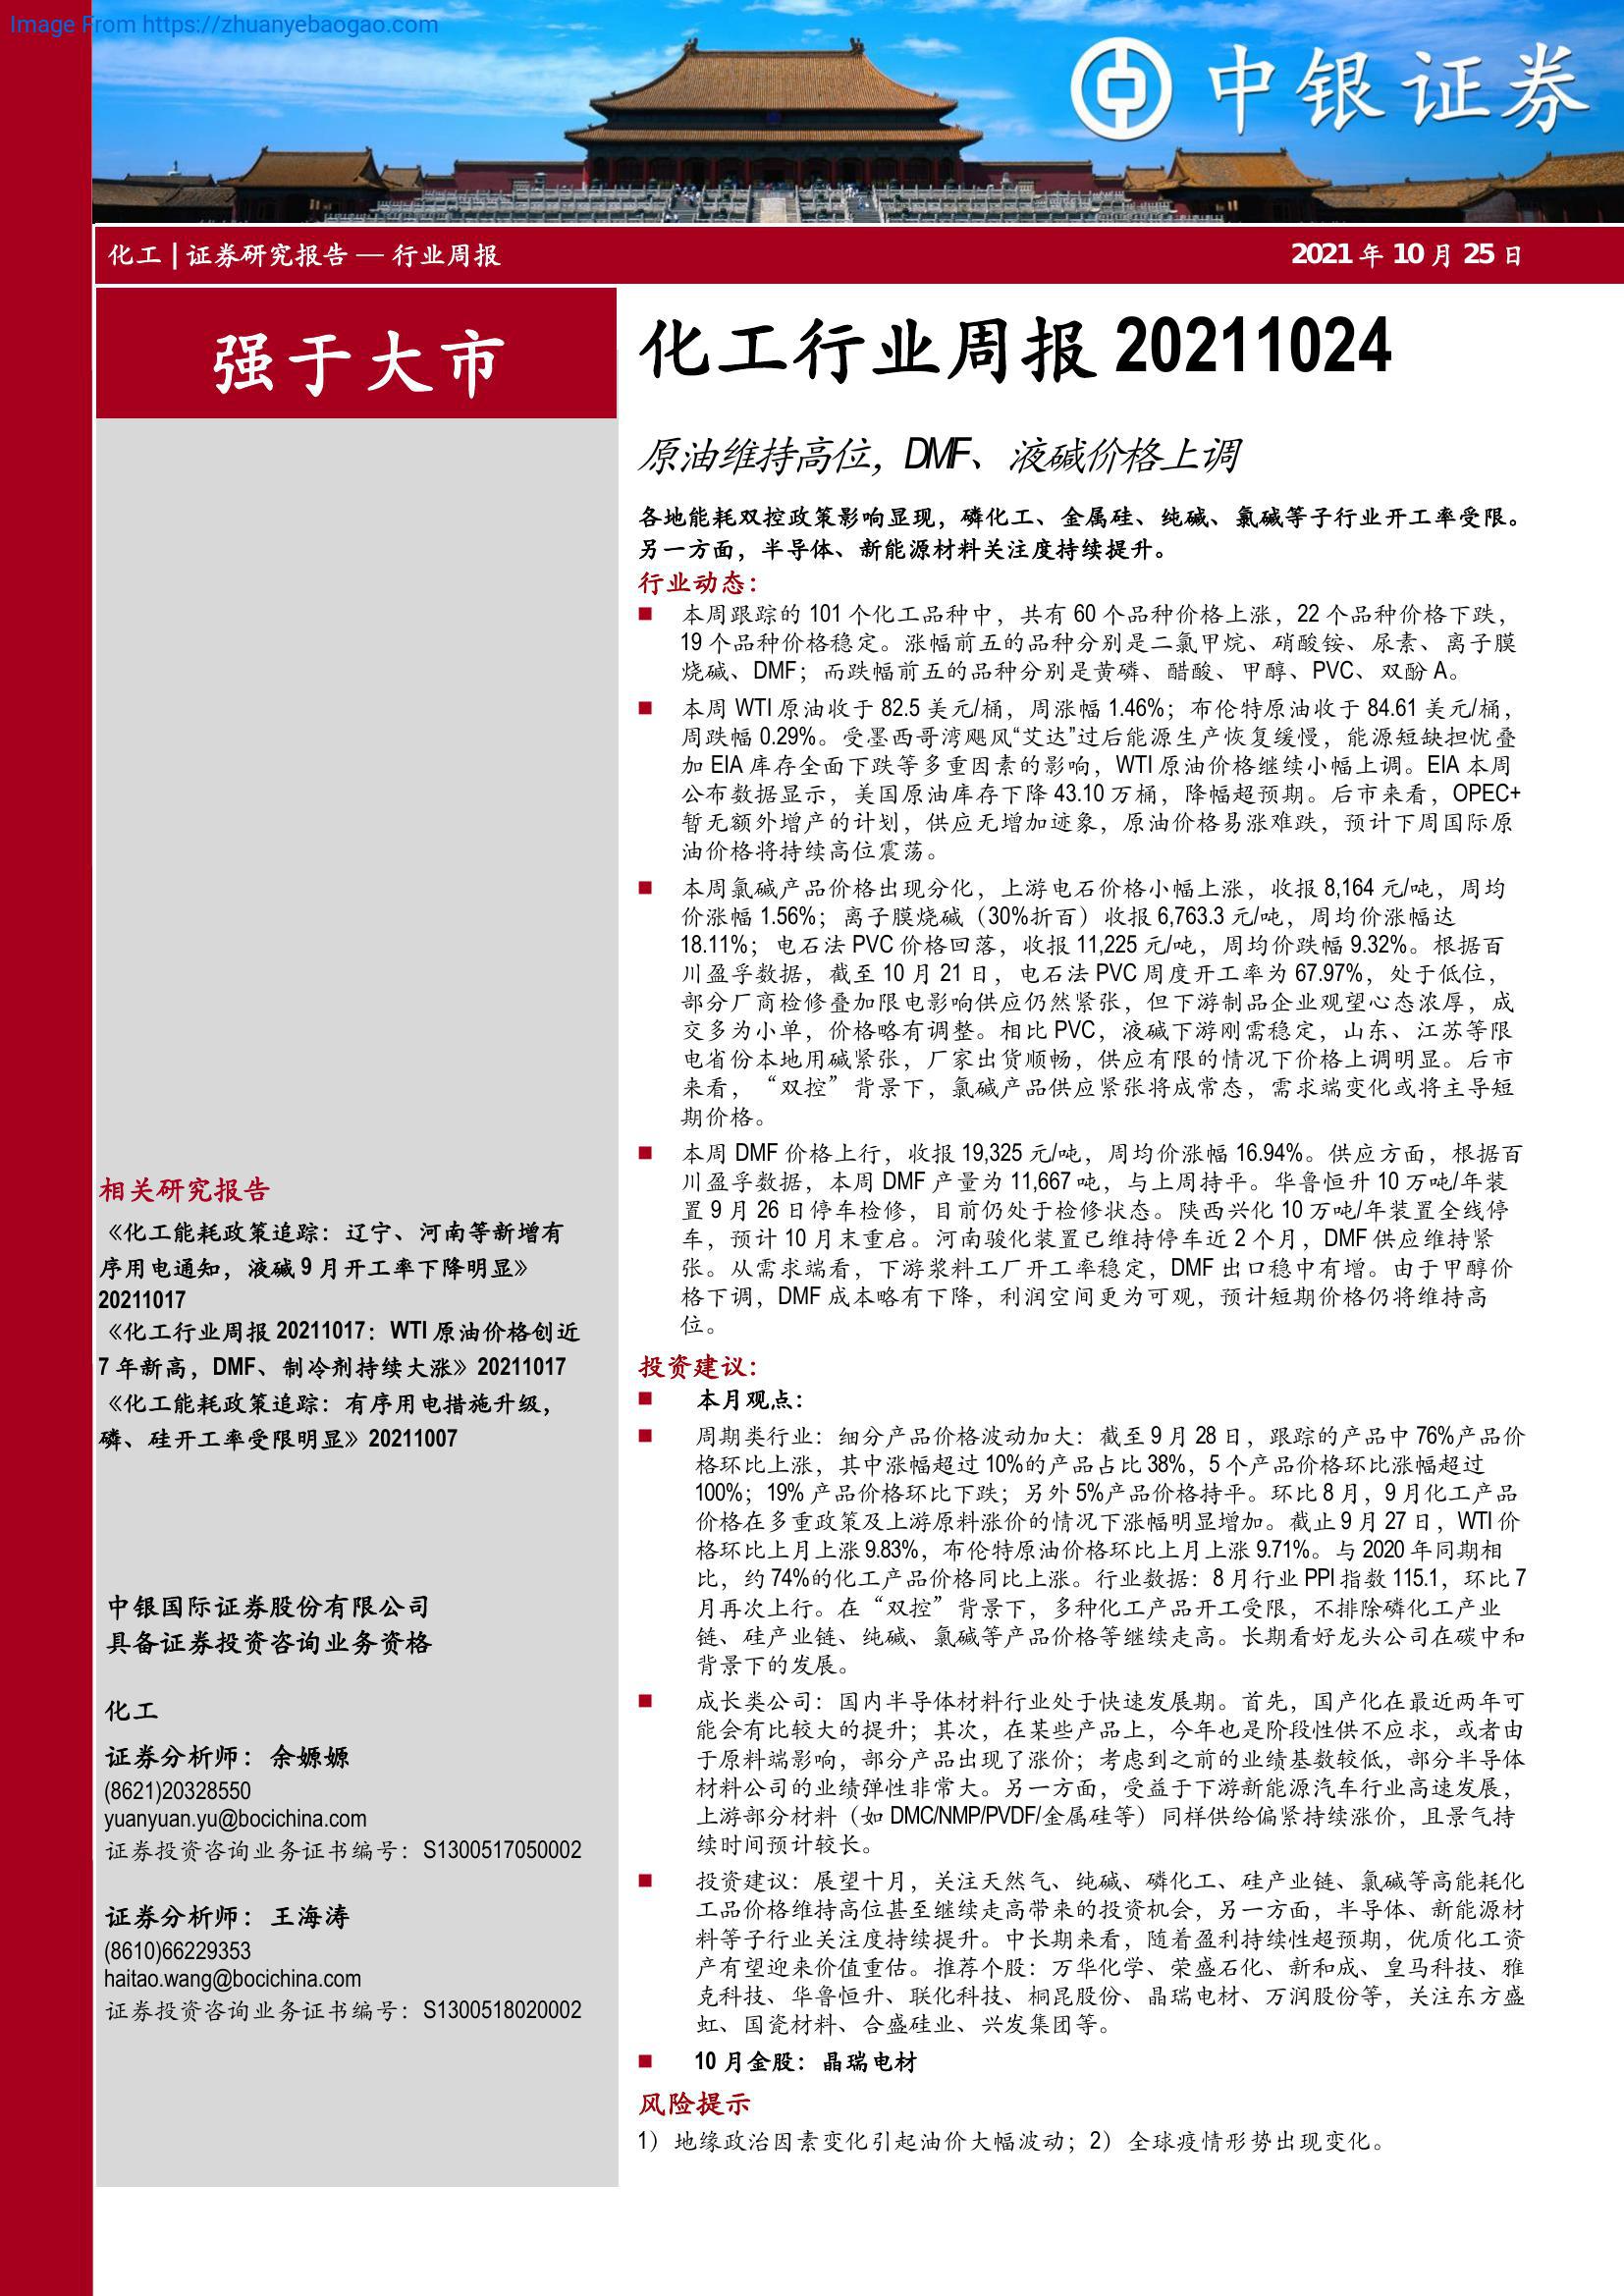 Image From https://zhuanyebaogao.com
中银证券
化工 | 证券研究报告 — 行业周报
2021 年 10 月 25 日
强于大市
相关研究报告
《化工能耗政策追踪：辽宁、河南等新增有
序用电通知，液碱 9 月开工率下降明显》
20211017
《化工行业周报 20211017：WTI 原油价格创近
7 年新高，DMF、制冷剂持续大涨》20211017
《化工能耗政策追踪：有序用电措施升级，
磷、硅开工率受限明显》20211007
中银国际证券股份有限公司
具备证券投资咨询业务资格
化工
证券分析师：余嫄嫄
(8621)20328550
yuanyuan.yu@bocichina.com
证券投资咨询业务证书编号：S1300517050002
证券分析师：王海涛
(8610)66229353
haitao.wang@bocichina.com
证券投资咨询业务证书编号：S1300518020002
化工行业周报 20211024
原油维持高位，DMF、液碱价格上调
各地能耗双控政策影响显现，磷化工、金属硅、纯碱、氯碱等子行业开工率受限。
另一方面，半导体、新能源材料关注度持续提升。
行业动态：
■ 本周跟踪的 101 个化工品种中，共有 60 个品种价格上涨，22 个品种价格下跌，
19 个品种价格稳定。涨幅前五的品种分别是二氯甲烷、硝酸铵、尿素、离子膜
烧碱、DMF；而跌幅前五的品种分别是黄磷、醋酸、甲醇、PVC、双酚 A。
■ 本周 WTI 原油收于 82.5 美元/桶，周涨幅 1.46%；布伦特原油收于 84.61 美元/桶，
周跌幅 0.29%。受墨西哥湾飓风“艾达”过后能源生产恢复缓慢，能源短缺担忧叠
加 EIA 库存全面下跌等多重因素的影响，WTI 原油价格继续小幅上调。EIA 本周
公布数据显示，美国原油库存下降 43.10 万桶，降幅超预期。后市来看，OPEC+
暂无额外增产的计划，供应无增加迹象，原油价格易涨难跌，预计下周国际原
油价格将持续高位震荡。
■ 本周氯碱产品价格出现分化，上游电石价格小幅上涨，收报 8,164 元/吨，周均
价涨幅 1.56%；离子膜烧碱（30%折百）收报 6,763.3 元/吨，周均价涨幅达
18.11%；电石法 PVC 价格回落，收报 11,225 元/吨，周均价跌幅 9.32%。根据百
川盈孚数据，截至 10 月 21 日，电石法 PVC 周度开工率为 67.97%，处于低位，
部分厂商检修叠加限电影响供应仍然紧张，但下游制品企业观望心态浓厚，成
交多为小单，价格略有调整。相比 PVC，液碱下游刚需稳定，山东、江苏等限
电省份本地用碱紧张，厂家出货顺畅，供应有限的情况下价格上调明显。后市
来看，“双控”背景下，氯碱产品供应紧张将成常态，需求端变化或将主导短
期价格。
■ 本周 DMF 价格上行，收报 19,325 元/吨，周均价涨幅 16.94%。供应方面，根据百
川盈孚数据，本周 DMF 产量为 11,667 吨，与上周持平。华鲁恒升 10 万吨/年装
置 9 月 26 日停车检修，目前仍处于检修状态。陕西兴化 10 万吨/年装置全线停
车，预计 10 月末重启。河南骏化装置已维持停车近 2 个月，DMF 供应维持紧
张。从需求端看，下游浆料工厂开工率稳定，DMF 出口稳中有增。由于甲醇价
格下调，DMF 成本略有下降，利润空间更为可观，预计短期价格仍将维持高
位。
投资建议：
■ 本月观点：
■ 周期类行业：细分产品价格波动加大：截至 9 月 28 日，跟踪的产品中 76%产品价
格环比上涨，其中涨幅超过 10%的产品占比 38%，5 个产品价格环比涨幅超过
100%；19% 产品价格环比下跌；另外 5%产品价格持平。环比 8 月，9 月化工产品
价格在多重政策及上游原料涨价的情况下涨幅明显增加。截止 9 月 27 日，WTI 价
格环比上月上涨 9.83%，布伦特原油价格环比上月上涨 9.71%。与 2020 年同期相
比，约 74%的化工产品价格同比上涨。行业数据：8 月行业 PPI 指数 115.1，环比 7
月再次上行。在“双控”背景下，多种化工产品开工受限，不排除磷化工产业
链、硅产业链、纯碱、氯碱等产品价格等继续走高。长期看好龙头公司在碳中和
背景下的发展。
■ 成长类公司：国内半导体材料行业处于快速发展期。首先，国产化在最近两年可
能会有比较大的提升；其次，在某些产品上，今年也是阶段性供不应求，或者由
于原料端影响，部分产品出现了涨价；考虑到之前的业绩基数较低，部分半导体
材料公司的业绩弹性非常大。另一方面，受益于下游新能源汽车行业高速发展，
上游部分材料（如 DMC/NMP/PVDF/金属硅等）同样供给偏紧持续涨价，且景气持
续时间预计较长。
■ 投资建议：展望十月，关注天然气、纯碱、磷化工、硅产业链、氯碱等高能耗化
工品价格维持高位甚至继续走高带来的投资机会，另一方面，半导体、新能源材
料等子行业关注度持续提升。中长期来看，随着盈利持续性超预期，优质化工资
产有望迎来价值重估。推荐个股：万华化学、荣盛石化、新和成、皇马科技、雅
克科技、华鲁恒升、联化科技、桐昆股份、晶瑞电材、万润股份等，关注东方盛
虹、国瓷材料、合盛硅业、兴发集团等。
■ 10 月金股：晶瑞电材
风险提示
1）地缘政治因素变化引起油价大幅波动；2）全球疫情形势出现变化。